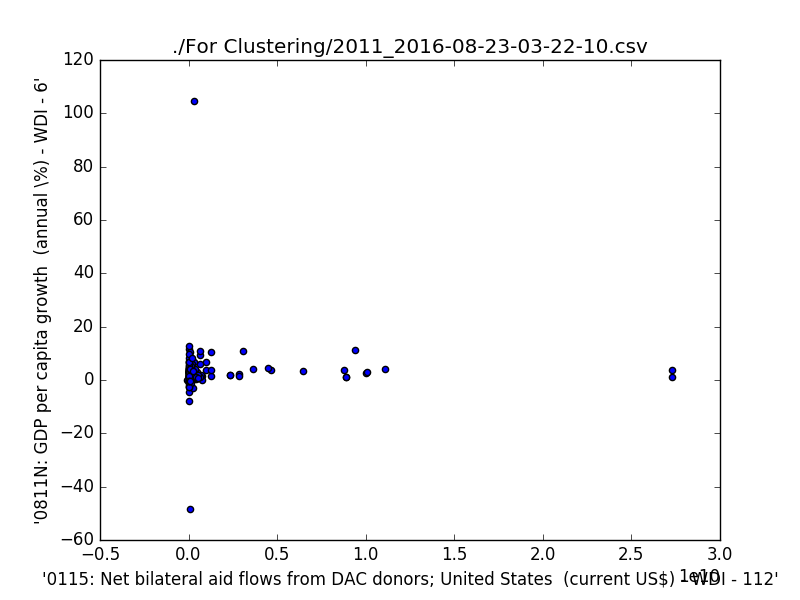 ./For Clustering/2011_2016-08-23-03-22-10.csv
120
100
80
60
40
20
0
−20
−40
−60
'0811N: GDP per capita growth  (annual \%) - WDI - 6'
−0.5 0.0 0.5 1.0 1.5 2.0 2.5 3.0
1e10
'0115: Net bilateral aid flows from DAC donors; United States  (current US$) - WDI - 112'